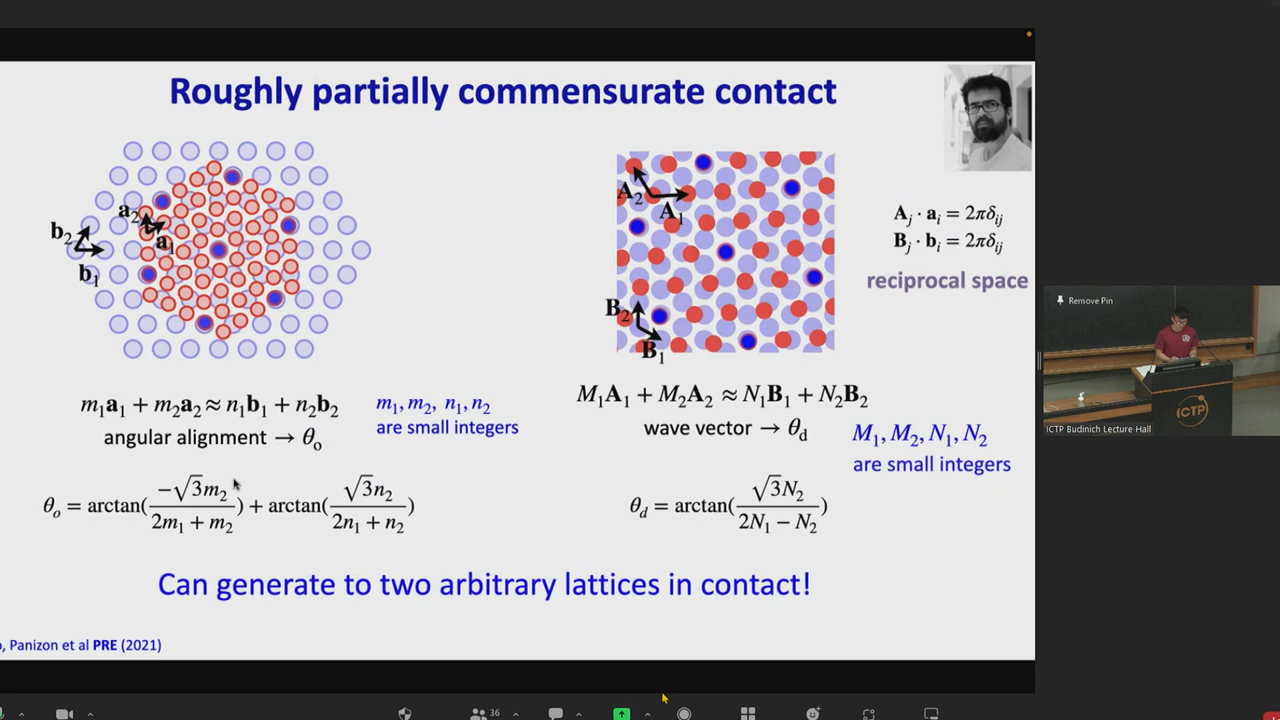 Roughly partially commensurate contact
a₂
a₁
b₂
b₁
A₂
A₁
B₂
B₁
Aⱼ · aᵢ = 2πδᵢⱼ
Bⱼ · bᵢ = 2πδᵢⱼ
reciprocal space
m₁a₁ + m₂a₂ ≈ n₁b₁ + n₂b₂
angular alignment → θₒ
m₁, m₂, n₁, n₂
are small integers
M₁A₁ + M₂A₂ ≈ N₁B₁ + N₂B₂
wave vector → θ_d
M₁, M₂, N₁, N₂
are small integers
θₒ = arctan(−√3m₂ / 2m₁ + m₂) + arctan(√3n₂ / 2n₁ + n₂)
θ_d = arctan(√3N₂ / 2N₁ − N₂)
Can generate to two arbitrary lattices in contact!
, Panizon et al PRE (2021)
Remove Pin
ICTP
ICTP Budinich Lecture Hall
36